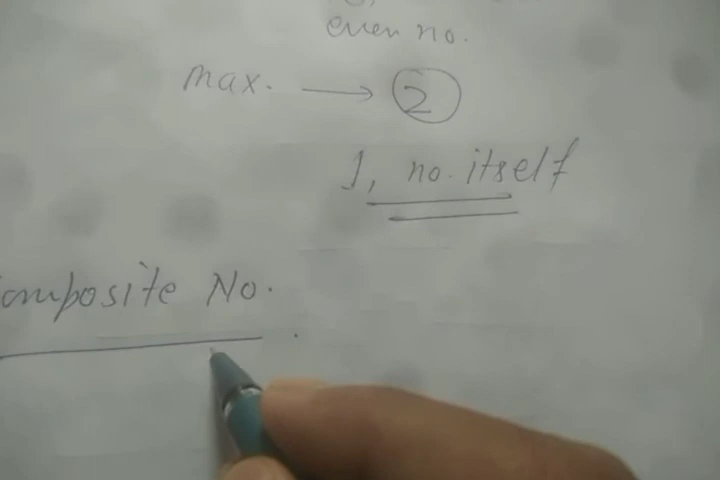 even no.
max. → 2
1, no. itself
omposite No.